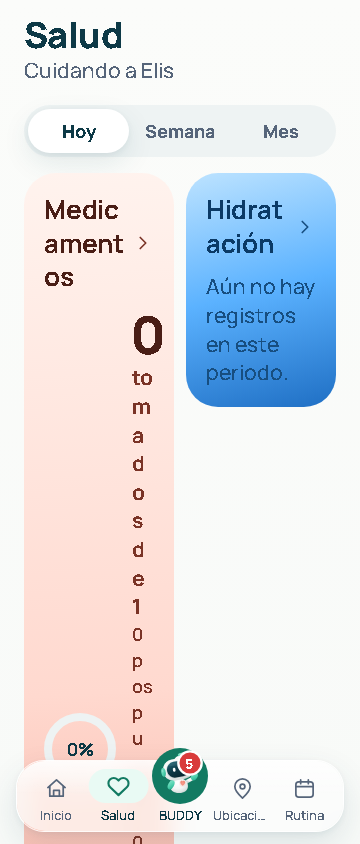 Salud
Cuidando a Elis
Hoy
Semana
Mes
Medic
ament
os
0
to
m
a
d
o
s
d
e
1
0
p
os
p
u
0
0%
Hidrat
ación
Aún no hay
registros
en este
periodo.
5
Inicio
Salud
BUDDY
Ubicaci...
Rutina